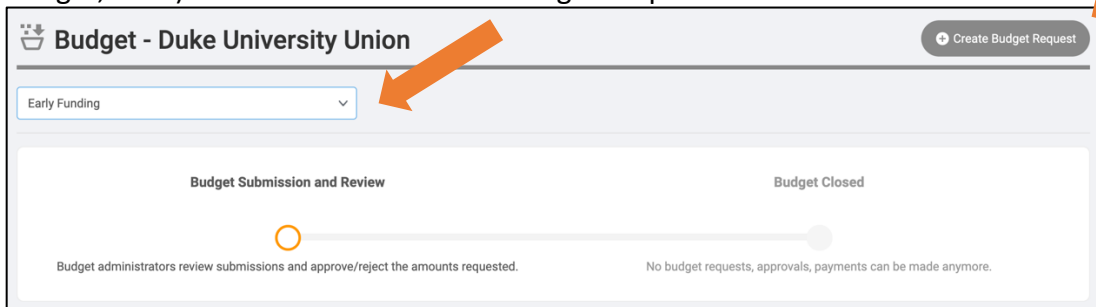 Budget - Duke University Union
Create Budget Request
Early Funding
Budget Submission and Review
Budget Closed
Budget administrators review submissions and approve/reject the amounts requested.
No budget requests, approvals, payments can be made anymore.